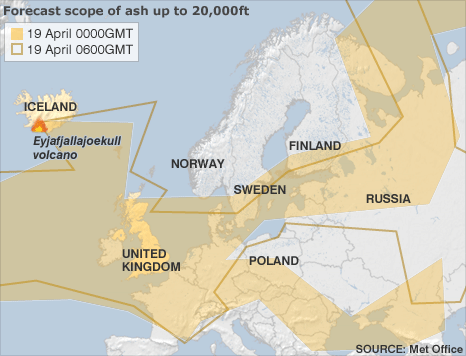 Forecast scope of ash up to 20,000ft
19 April 0000GMT
19 April 0600GMT
ICELAND
Eyjafjallajoekull
volcano
NORWAY
FINLAND
SWEDEN
RUSSIA
UNITED
KINGDOM
POLAND
SOURCE: Met Office